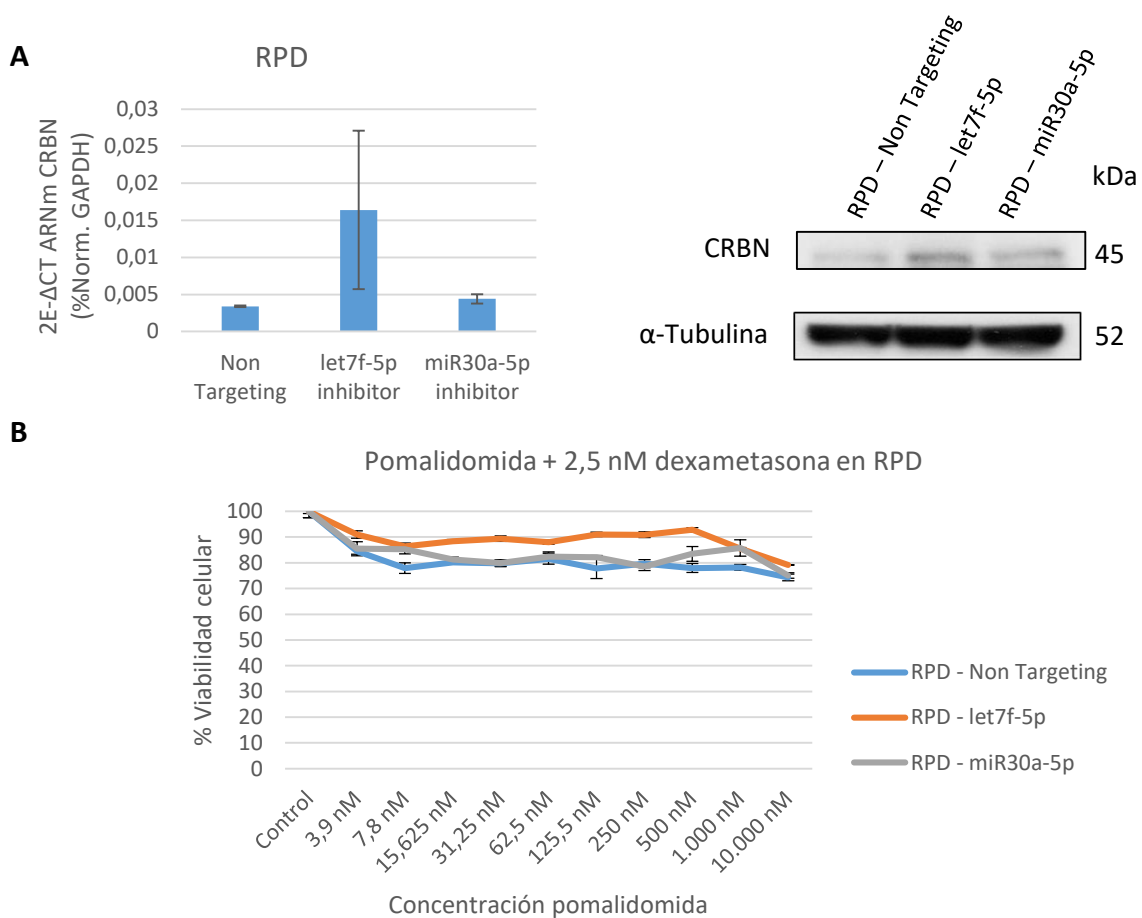 A
RPD
2E-ΔCT ARNm CRBN
(%Norm. GAPDH)
0,03
0,025
0,02
0,015
0,01
0,005
0
Non
Targeting
let7f-5p
inhibitor
miR30a-5p
inhibitor
RPD – Non Targeting
RPD – let7f-5p
RPD – miR30a-5p
kDa
CRBN
45
α-Tubulina
52
B
Pomalidomida + 2,5 nM dexametasona en RPD
% Viabilidad celular
100
90
80
70
60
50
40
30
20
10
0
Control
3,9 nM
7,8 nM
15,625 nM
31,25 nM
62,5 nM
125,5 nM
250 nM
500 nM
1.000 nM
10.000 nM
Concentración pomalidomida
RPD - Non Targeting
RPD - let7f-5p
RPD - miR30a-5p